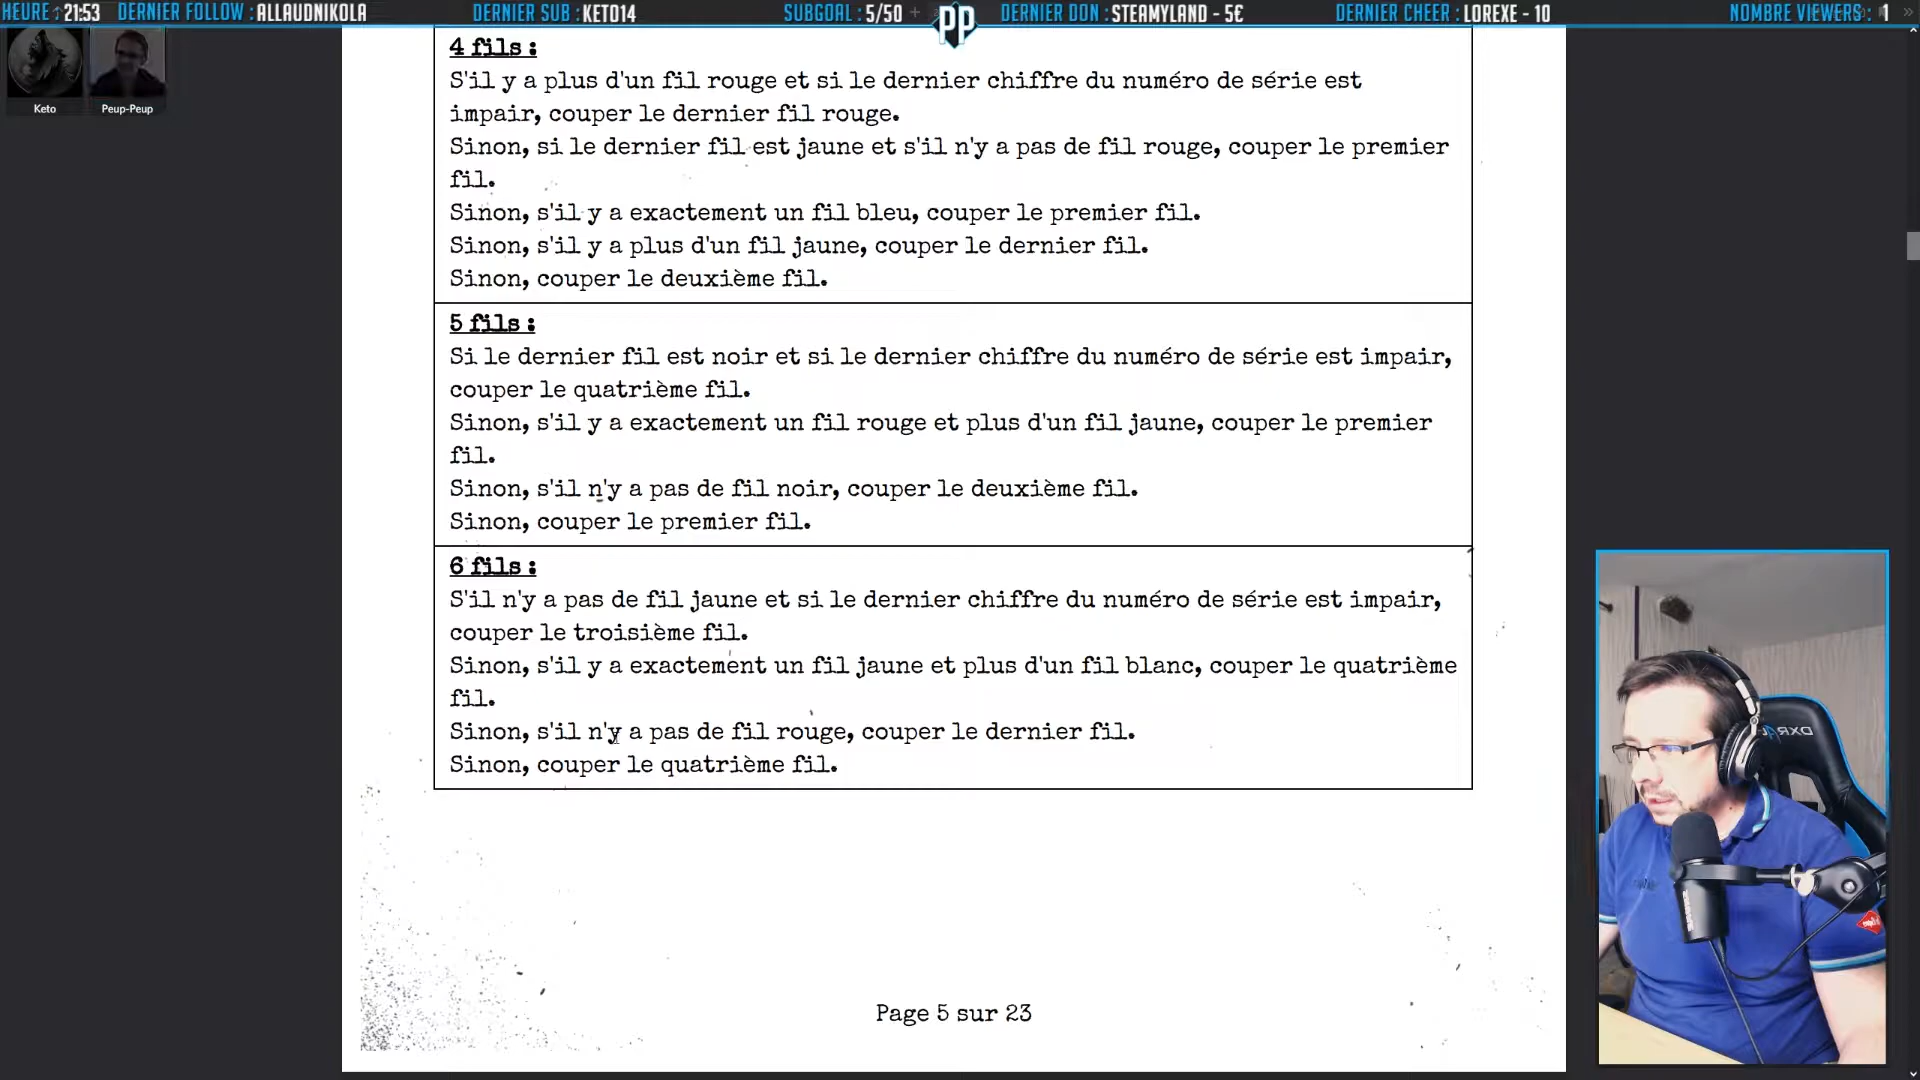 HEURE : 21:53 DERNIER FOLLOW : ALLAUDNIKOLA DERNIER SUB : KETO14 SUBGOAL : 5/50 PP DERNIER DON : STEAMYLAND - 5€ DERNIER CHEER : LOREXE - 10 NOMBRE VIEWERS : 1
Keto Peup-Peup
4 fils :
S'il y a plus d'un fil rouge et si le dernier chiffre du numéro de série est
impair, couper le dernier fil rouge.
Sinon, si le dernier fil est jaune et s'il n'y a pas de fil rouge, couper le premier
fil.
Sinon, s'il y a exactement un fil bleu, couper le premier fil.
Sinon, s'il y a plus d'un fil jaune, couper le dernier fil.
Sinon, couper le deuxième fil.
5 fils :
Si le dernier fil est noir et si le dernier chiffre du numéro de série est impair,
couper le quatrième fil.
Sinon, s'il y a exactement un fil rouge et plus d'un fil jaune, couper le premier
fil.
Sinon, s'il n'y a pas de fil noir, couper le deuxième fil.
Sinon, couper le premier fil.
6 fils :
S'il n'y a pas de fil jaune et si le dernier chiffre du numéro de série est impair,
couper le troisième fil.
Sinon, s'il y a exactement un fil jaune et plus d'un fil blanc, couper le quatrième
fil.
Sinon, s'il n'y a pas de fil rouge, couper le dernier fil.
Sinon, couper le quatrième fil.
Page 5 sur 23